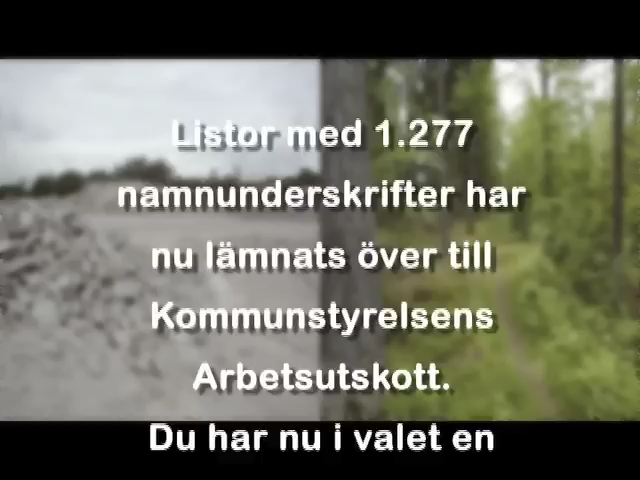 Listor med 1.277
namnunderskrifter har
nu lämnats över till
Kommunstyrelsens
Arbetsutskott.
Du har nu i valet en